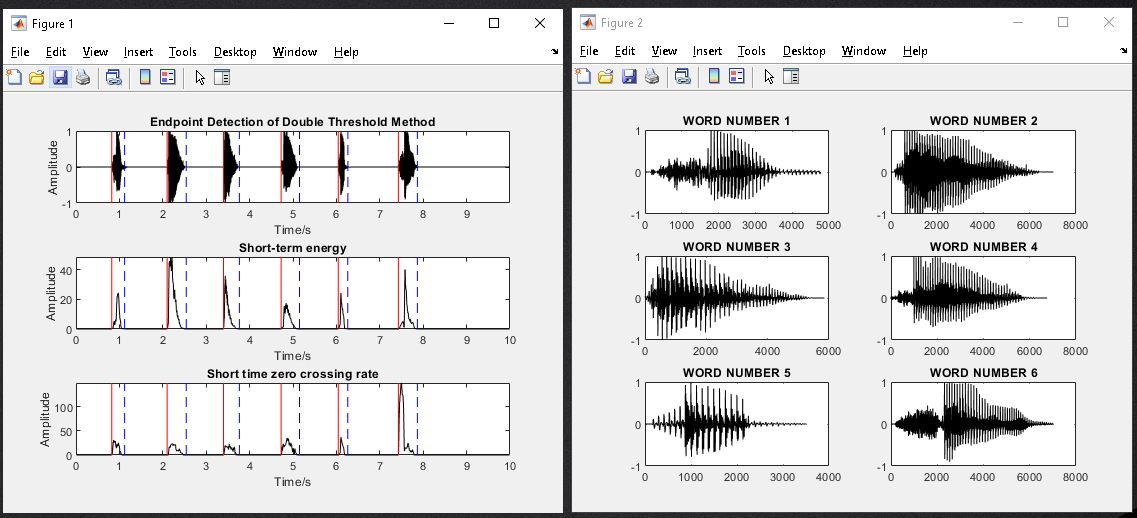 Figure 1
File Edit View Insert Tools Desktop Window Help
Endpoint Detection of Double Threshold Method
Amplitude
1
0
-1
0 1 2 3 4 5 6 7 8 9
Time/s
Short-term energy
Amplitude
40
20
0
0 1 2 3 4 5 6 7 8 9 10
Time/s
Short time zero crossing rate
Amplitude
100
50
0
0 1 2 3 4 5 6 7 8 9 10
Time/s
Figure 2
File Edit View Insert Tools Desktop Window Help
WORD NUMBER 1
1
0
-1
0 1000 2000 3000 4000 5000
WORD NUMBER 2
1
0
-1
0 2000 4000 6000 8000
WORD NUMBER 3
1
0
-1
0 2000 4000 6000
WORD NUMBER 4
1
0
-1
0 2000 4000 6000 8000
WORD NUMBER 5
1
0
-1
0 1000 2000 3000 4000
WORD NUMBER 6
1
0
-1
0 2000 4000 6000 8000